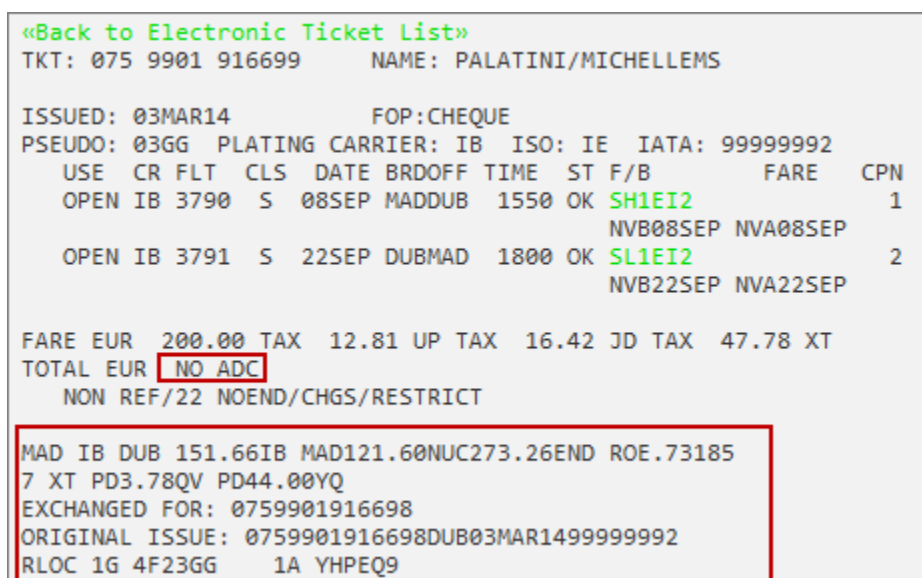 «Back to Electronic Ticket List»
TKT: 075 9901 916699     NAME: PALATINI/MICHELLEMS
ISSUED: 03MAR14              FOP:CHEQUE
PSEUDO: 03GG  PLATING CARRIER: IB  ISO: IE  IATA: 99999992
USE  CR FLT  CLS  DATE BRDOFF TIME  ST F/B        FARE   CPN
OPEN IB 3790  S  08SEP MADDUB  1550 OK SH1EI2              1
NVB08SEP NVA08SEP
OPEN IB 3791  S  22SEP DUBMAD  1800 OK SL1EI2              2
NVB22SEP NVA22SEP
FARE EUR  200.00 TAX  12.81 UP TAX  16.42 JD TAX  47.78 XT
TOTAL EUR  NO ADC
NON REF/22 NOEND/CHGS/RESTRICT
MAD IB DUB 151.66IB MAD121.60NUC273.26END ROE.73185
7 XT PD3.78QV PD44.00YQ
EXCHANGED FOR: 0759901916698
ORIGINAL ISSUE: 0759901916698DUB03MAR1499999992
RLOC 1G 4F23GG    1A YHPEQ9